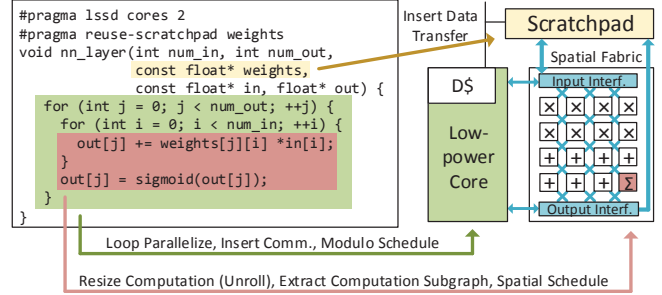 #pragma lssd cores 2
#pragma reuse-scratchpad weights
void nn_layer(int num_in, int num_out,
const float* weights,
const float* in, float* out) {
for (int j = 0; j < num_out; ++j) {
for (int i = 0; i < num_in; ++i) {
out[j] += weights[j][i] *in[i];
}
out[j] = sigmoid(out[j]);
}
}
Insert Data
Transfer
Scratchpad
Spatial Fabric
D$
Low-
power
Core
Input Interf.
× × × ×
× × × ×
+ + + +
+ + + Σ
Output Interf.
Loop Parallelize, Insert Comm., Modulo Schedule
Resize Computation (Unroll), Extract Computation Subgraph, Spatial Schedule